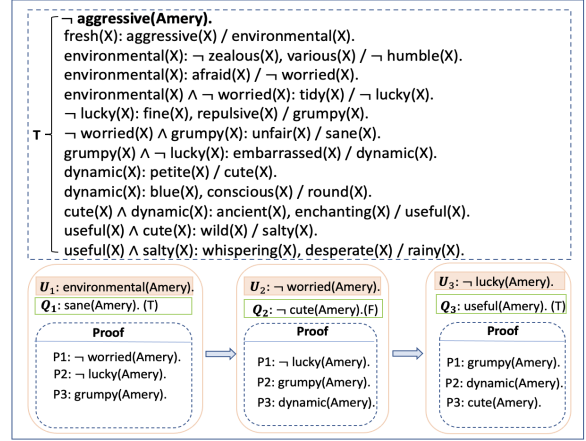 ¬ aggressive(Amery).
fresh(X): aggressive(X) / environmental(X).
environmental(X): ¬ zealous(X), various(X) / ¬ humble(X).
environmental(X): afraid(X) / ¬ worried(X).
environmental(X) ∧ ¬ worried(X): tidy(X) / ¬ lucky(X).
¬ lucky(X): fine(X), repulsive(X) / grumpy(X).
T
¬ worried(X) ∧ grumpy(X): unfair(X) / sane(X).
grumpy(X) ∧ ¬ lucky(X): embarrassed(X) / dynamic(X).
dynamic(X): petite(X) / cute(X).
dynamic(X): blue(X), conscious(X) / round(X).
cute(X) ∧ dynamic(X): ancient(X), enchanting(X) / useful(X).
useful(X) ∧ cute(X): wild(X) / salty(X).
useful(X) ∧ salty(X): whispering(X), desperate(X) / rainy(X).
U1: environmental(Amery).
Q1: sane(Amery). (T)
Proof
P1: ¬ worried(Amery).
P2: ¬ lucky(Amery).
P3: grumpy(Amery).
U2: ¬ worried(Amery).
Q2: ¬ cute(Amery).(F)
Proof
P1: ¬ lucky(Amery).
P2: grumpy(Amery).
P3: dynamic(Amery).
U3: ¬ lucky(Amery).
Q3: useful(Amery). (T)
Proof
P1: grumpy(Amery).
P2: dynamic(Amery).
P3: cute(Amery).